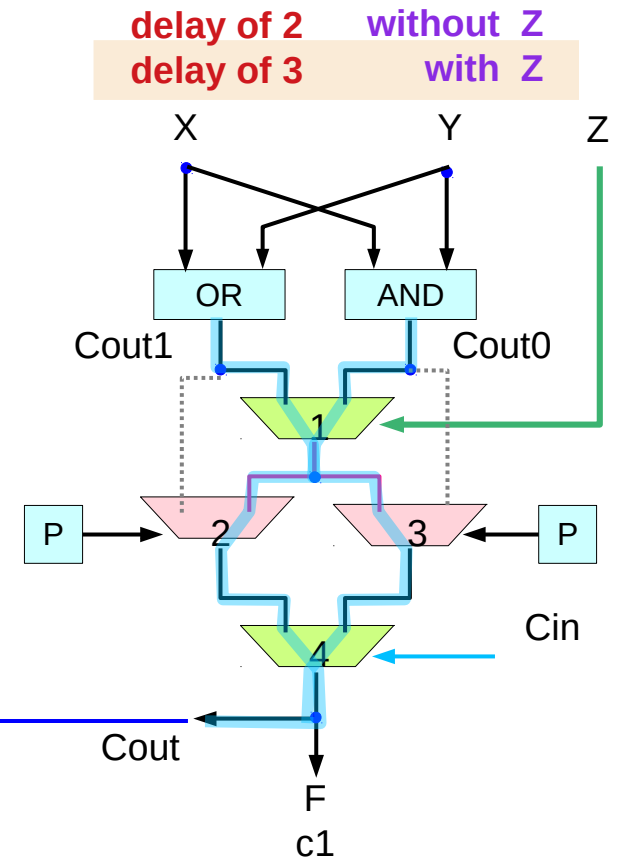 delay of 2 without Z
delay of 3 with Z
X Y Z
OR AND
Cout1 Cout0
1
P 2 3 P
Cin
4
Cout
F
c1